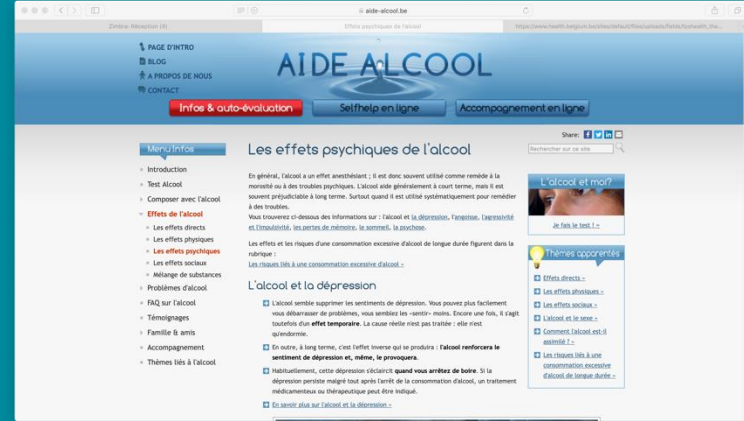 aide-alcool.be
Zimbra: Réception (4)
Effets psychiques de l'alcool
PAGE D'INTRO
BLOG
A PROPOS DE NOUS
CONTACT
AIDE ALCOOL
Infos & auto-évaluation
Selfhelp en ligne
Accompagnement en ligne
Share:
Rechercher sur ce site
Menu Infos
Introduction
Test Alcool
Composer avec l'alcool
Effets de l'alcool
Les effets directs
Les effets physiques
Les effets psychiques
Les effets sociaux
Mélange de substances
Problèmes d'alcool
FAQ sur l'alcool
Témoignages
Famille & amis
Accompagnement
Thèmes liés à l'alcool
Les effets psychiques de l'alcool
En général, l'alcool a un effet anesthésiant ; il est donc souvent utilisé comme remède à la
morosité ou à des troubles psychiques. L'alcool aide généralement à court terme, mais il est
souvent préjudiciable à long terme. Surtout quand il est utilisé systématiquement pour remédier
à des troubles.
Vous trouverez ci-dessous des informations sur : l'alcool et la dépression, l'angoisse, l'agressivité
et l'impulsivité, les pertes de mémoire, le sommeil, la psychose.
Les effets et les risques d'une consommation excessive d'alcool de longue durée figurent dans la
rubrique :
Les risques liés à une consommation excessive d'alcool »
L'alcool et la dépression
L'alcool semble supprimer les sentiments de dépression. Vous pouvez plus facilement
vous débarrasser de problèmes, vous semblez les «sentir» moins. Encore une fois, il s'agit
toutefois d'un effet temporaire. La cause réelle n'est pas traitée : elle n'est
qu'endormie.
En outre, à long terme, c'est l'effet inverse qui se produira : l'alcool renforcera le
sentiment de dépression et, même, le provoquera.
Habituellement, cette dépression s'éclaircit quand vous arrêtez de boire. Si la
dépression persiste malgré tout après l'arrêt de la consommation d'alcool, un traitement
médicamenteux ou thérapeutique peut être indiqué.
En savoir plus sur l'alcool et la dépression »
L'alcool et moi?
Je fais le test ! »
Thèmes apparentés
Effets directs »
Les effets physiques »
Les effets sociaux »
L'alcool et le sexe »
Comment l'alcool est-il
assimilé ? »
Les risques liés à une
consommation excessive
d'alcool de longue durée »